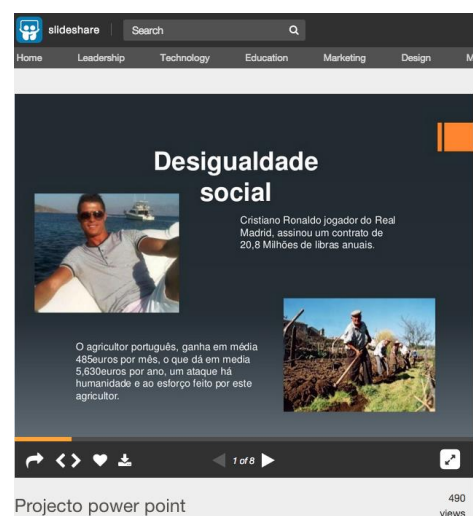 slideshare
Search
Home Leadership Technology Education Marketing Design M
Desigualdade
social
Cristiano Ronaldo jogador do Real
Madrid, assinou um contrato de
20,8 Milhões de libras anuais.
O agricultor português, ganha em média
485euros por mês, o que dá em media
5,630euros por ano, um ataque há
humanidade e ao esforço feito por este
agricultor.
1 of 8
Projecto power point
490
views